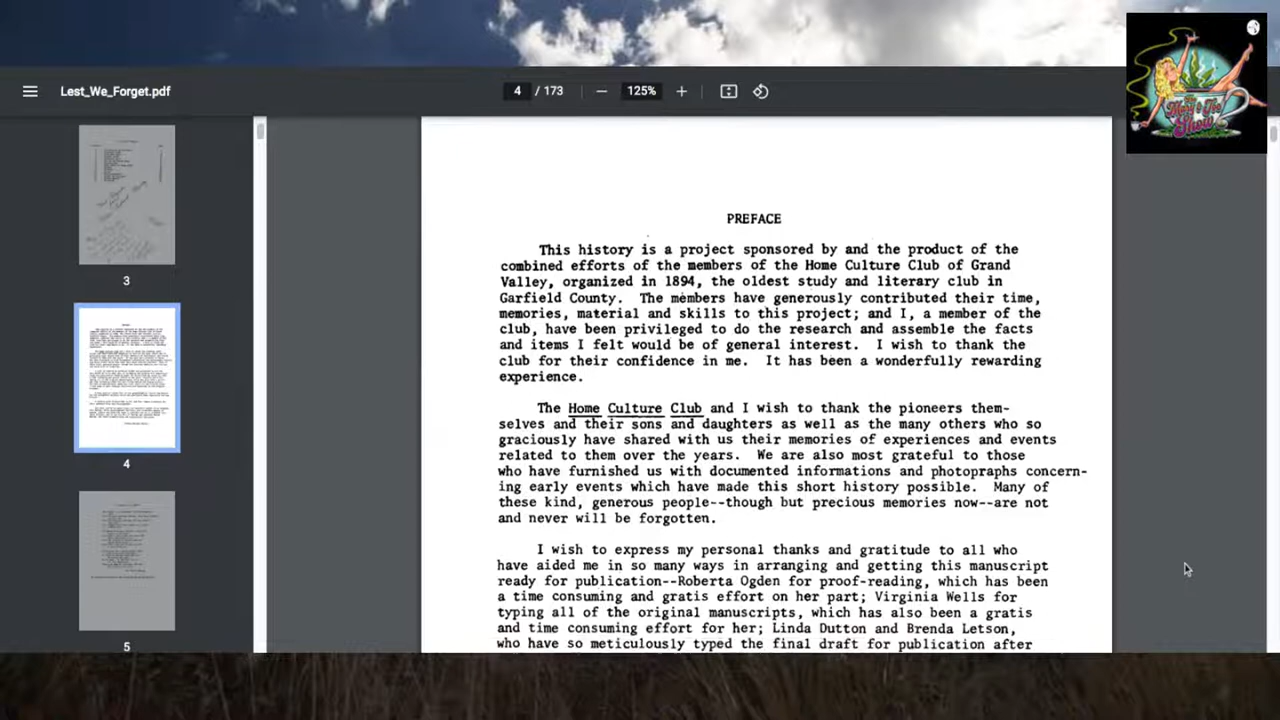 Lest_We_Forget.pdf
4 / 173
125%
The
Mary & Tee
Show
3
4
5
PREFACE
This history is a project sponsored by and the product of the
combined efforts of the members of the Home Culture Club of Grand
Valley, organized in 1894, the oldest study and literary club in
Garfield County. The members have generously contributed their time,
memories, material and skills to this project; and I, a member of the
club, have been privileged to do the research and assemble the facts
and items I felt would be of general interest. I wish to thank the
club for their confidence in me. It has been a wonderfully rewarding
experience.
The Home Culture Club and I wish to thank the pioneers them-
selves and their sons and daughters as well as the many others who so
graciously have shared with us their memories of experiences and events
related to them over the years. We are also most grateful to those
who have furnished us with documented informations and photopraphs concern-
ing early events which have made this short history possible. Many of
these kind, generous people--though but precious memories now--are not
and never will be forgotten.
I wish to express my personal thanks and gratitude to all who
have aided me in so many ways in arranging and getting this manuscript
ready for publication--Roberta Ogden for proof-reading, which has been
a time consuming and gratis effort on her part; Virginia Wells for
typing all of the original manuscripts, which has also been a gratis
and time consuming effort for her; Linda Dutton and Brenda Letson,
who have so meticulously typed the final draft for publication after